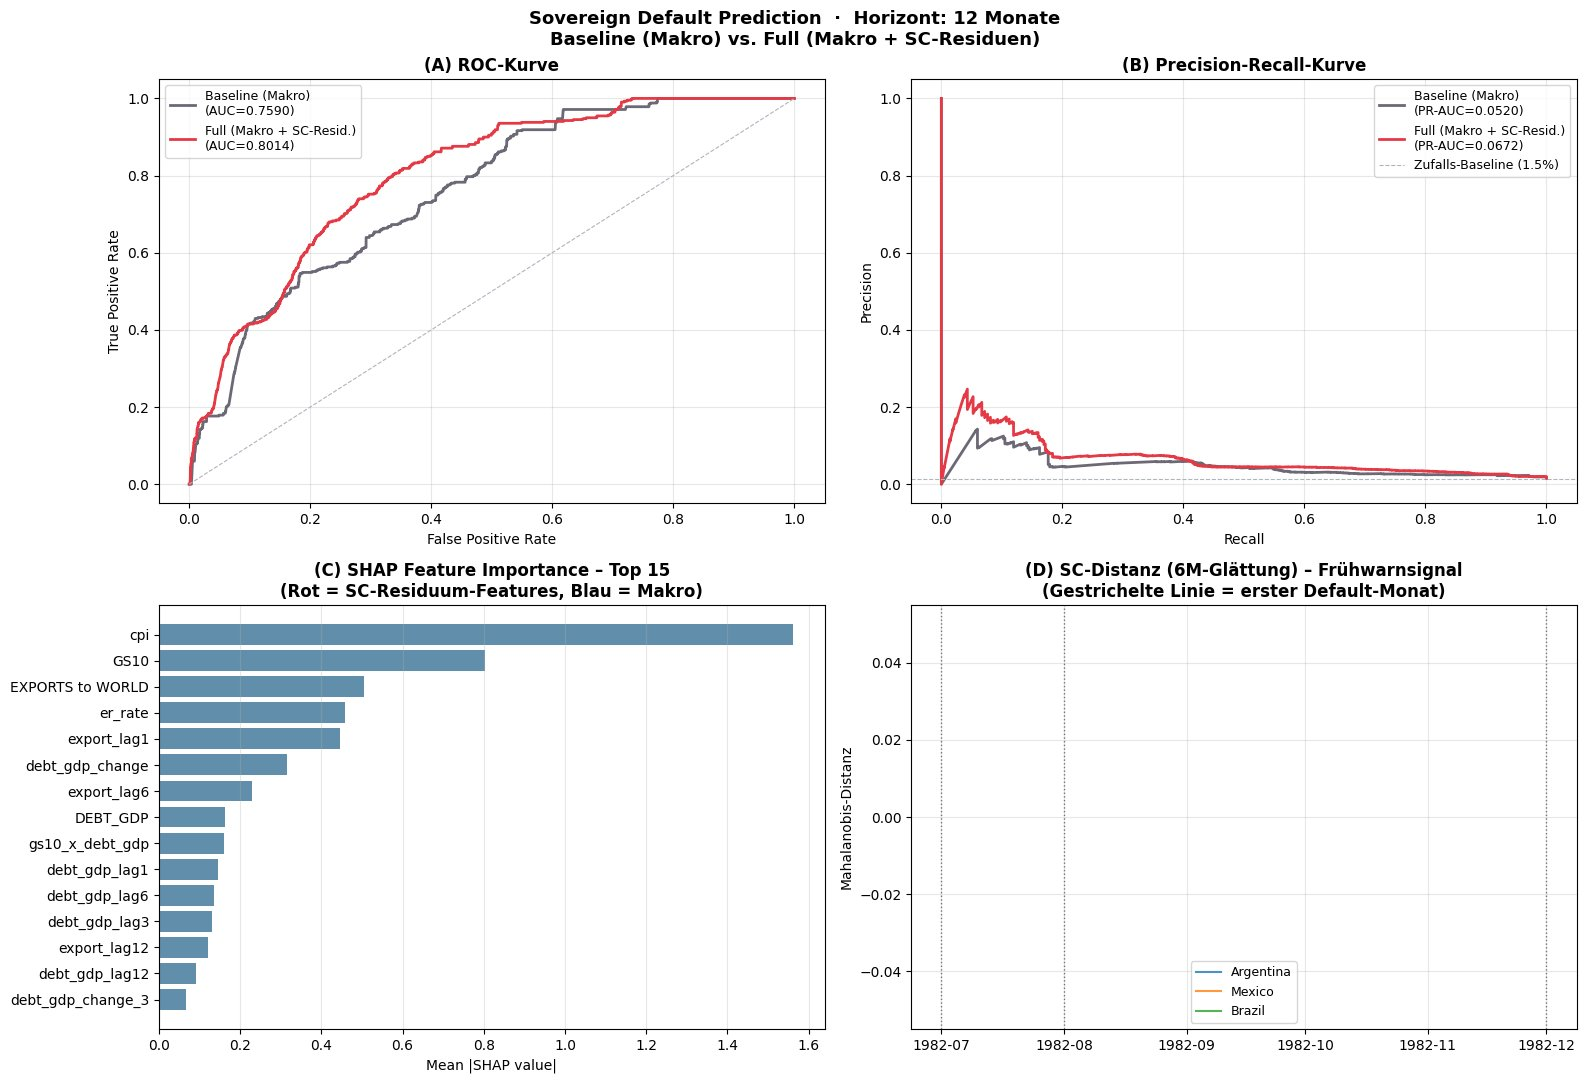 Sovereign Default Prediction · Horizont: 12 Monate
Baseline (Makro) vs. Full (Makro + SC-Residuen)
(A) ROC-Kurve
Baseline (Makro)
(AUC=0.7590)
Full (Makro + SC-Resid.)
(AUC=0.8014)
1.0
0.8
0.6
0.4
0.2
0.0
True Positive Rate
0.0 0.2 0.4 0.6 0.8 1.0
False Positive Rate
(B) Precision-Recall-Kurve
Baseline (Makro)
(PR-AUC=0.0520)
Full (Makro + SC-Resid.)
(PR-AUC=0.0672)
Zufalls-Baseline (1.5%)
1.0
0.8
0.6
0.4
0.2
0.0
Precision
0.0 0.2 0.4 0.6 0.8 1.0
Recall
(C) SHAP Feature Importance – Top 15
(Rot = SC-Residuum-Features, Blau = Makro)
cpi
GS10
EXPORTS to WORLD
er_rate
export_lag1
debt_gdp_change
export_lag6
DEBT_GDP
gs10_x_debt_gdp
debt_gdp_lag1
debt_gdp_lag6
debt_gdp_lag3
export_lag12
debt_gdp_lag12
debt_gdp_change_3
0.0 0.2 0.4 0.6 0.8 1.0 1.2 1.4 1.6
Mean |SHAP value|
(D) SC-Distanz (6M-Glättung) – Frühwarnsignal
(Gestrichelte Linie = erster Default-Monat)
0.04
0.02
0.00
−0.02
−0.04
Mahalanobis-Distanz
Argentina
Mexico
Brazil
1982-07 1982-08 1982-09 1982-10 1982-11 1982-12